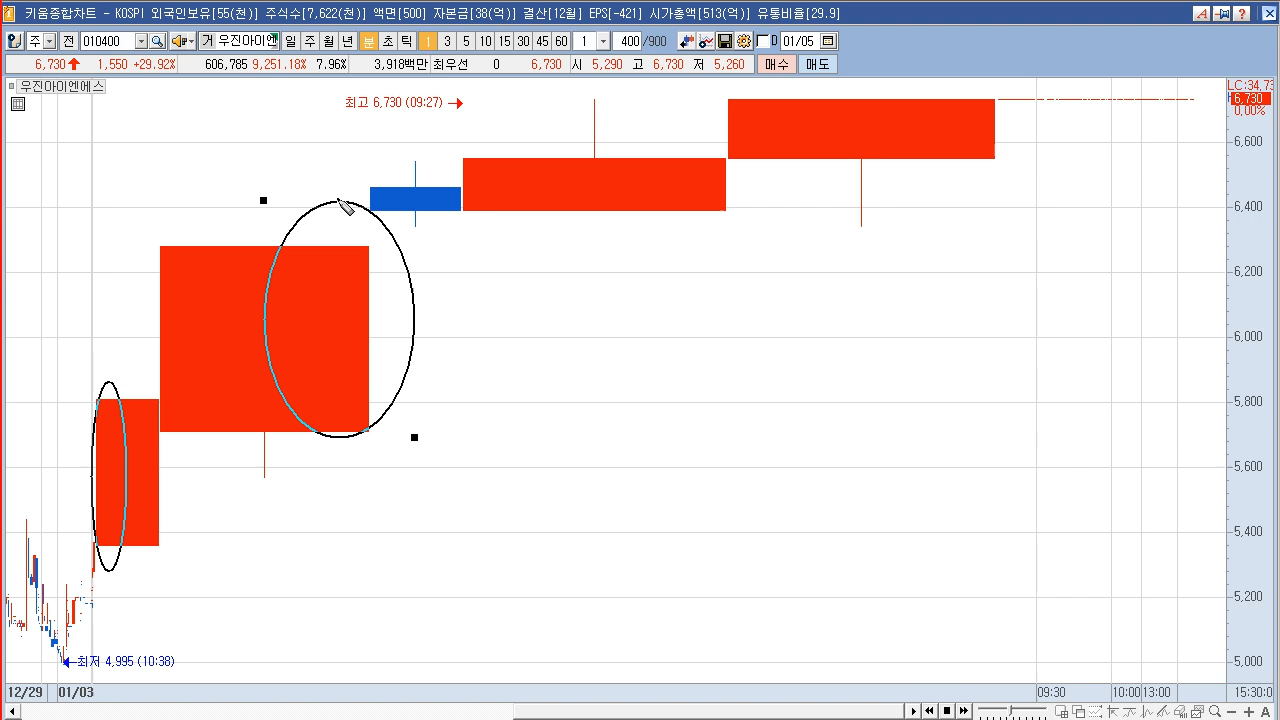 키움종합차트 - KOSPI 외국인보유[55(천)] 주식수[7,622(천)] 액면[500] 자본금[38(억)] 결산[12월] EPS[-421] 시가총액[513(억)] 유통비율[29.9]
주 전 010400 거 우진아이엔 일 주 월 년 분 초 틱 1 3 5 10 15 30 45 60 1 400 /900 D 01/05
6,730 1,550 +29.92% 606,785 9,251.18% 7.96% 3,918백만 최우선 0 6,730 시 5,290 고 6,730 저 5,260 매수 매도
우진아이엔에스
LC:34,73
최고 6,730 (09:27)
6,730
0,00%
6,600
6,400
6,200
6,000
5,800
5,600
5,400
5,200
5,000
최저 4,995 (10:38)
12/29 01/03 09:30 10:00 13:00 15:30:0